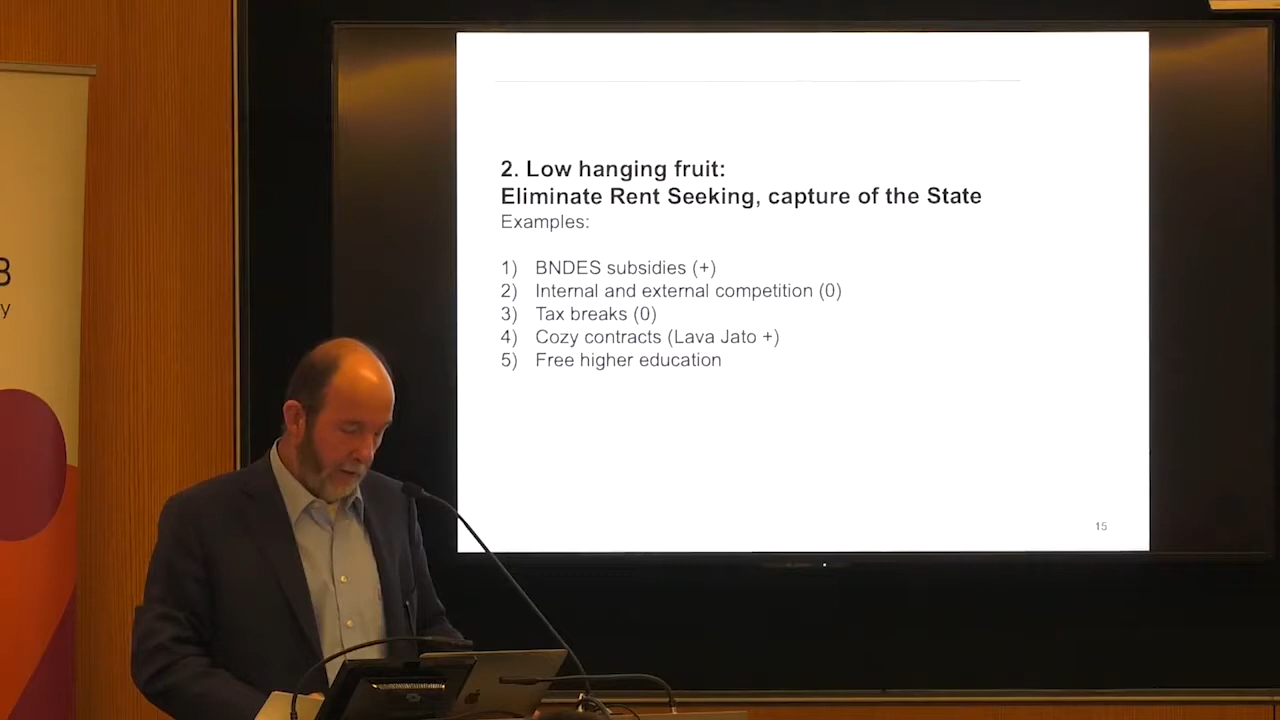 2. Low hanging fruit:
Eliminate Rent Seeking, capture of the State
Examples:
1) BNDES subsidies (+)
2) Internal and external competition (0)
3) Tax breaks (0)
4) Cozy contracts (Lava Jato +)
5) Free higher education
15
B
y